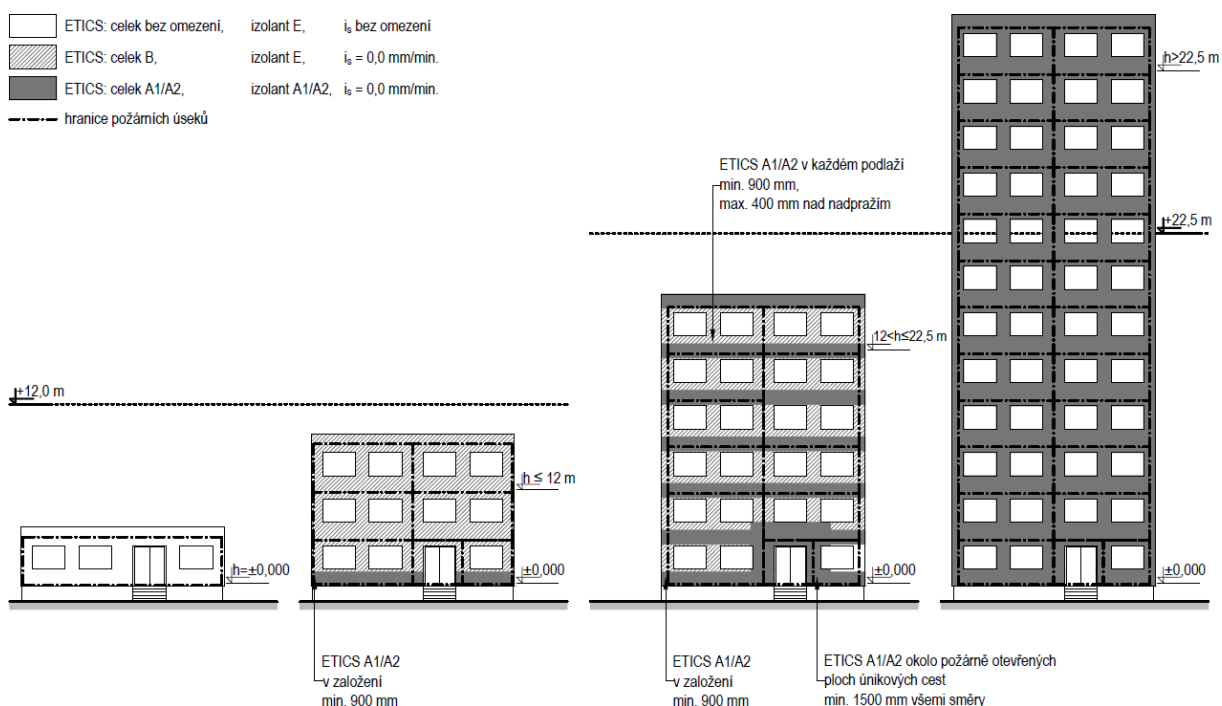 ETICS: celek bez omezení, izolant E, iₛ bez omezení
ETICS: celek B, izolant E, iₛ = 0,0 mm/min.
ETICS: celek A1/A2, izolant A1/A2, iₛ = 0,0 mm/min.
hranice požárních úseků
h>22,5 m
ETICS A1/A2 v každém podlaží
min. 900 mm,
max. 400 mm nad nadpražím
+22,5 m
12<h≤22,5 m
+12,0 m
h ≤ 12 m
h=±0,000
±0,000
±0,000
±0,000
ETICS A1/A2
v založení
min. 900 mm
ETICS A1/A2
v založení
min. 900 mm
ETICS A1/A2 okolo požárně otevřených
ploch únikových cest
min. 1500 mm všemi směry